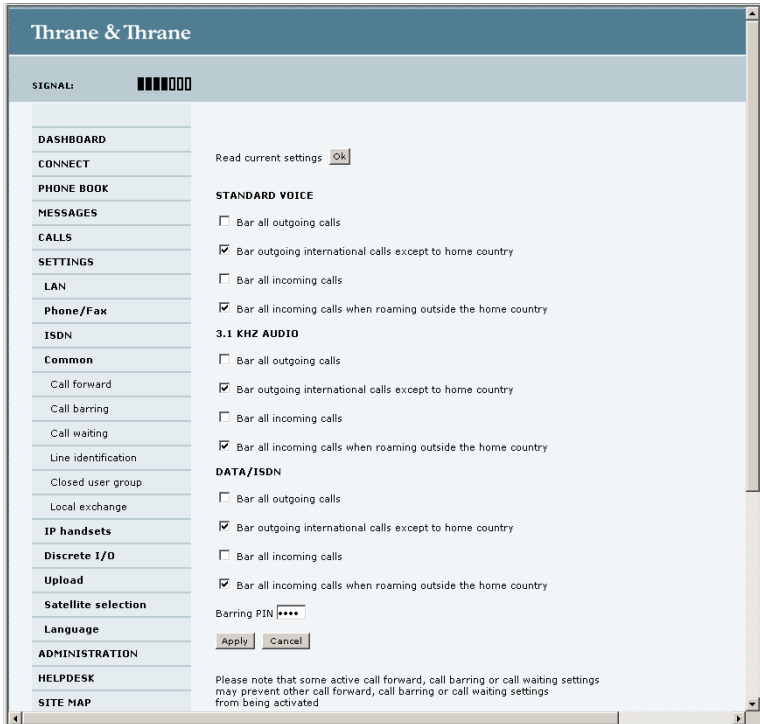 Thrane & Thrane
SIGNAL:
DASHBOARD
CONNECT
PHONE BOOK
MESSAGES
CALLS
SETTINGS
LAN
Phone/Fax
ISDN
Common
Call forward
Call barring
Call waiting
Line identification
Closed user group
Local exchange
IP handsets
Discrete I/O
Upload
Satellite selection
Language
ADMINISTRATION
HELPDESK
SITE MAP
Read current settings Ok
STANDARD VOICE
Bar all outgoing calls
Bar outgoing international calls except to home country
Bar all incoming calls
Bar all incoming calls when roaming outside the home country
3.1 KHZ AUDIO
Bar all outgoing calls
Bar outgoing international calls except to home country
Bar all incoming calls
Bar all incoming calls when roaming outside the home country
DATA/ISDN
Bar all outgoing calls
Bar outgoing international calls except to home country
Bar all incoming calls
Bar all incoming calls when roaming outside the home country
Barring PIN ••••
Apply Cancel
Please note that some active call forward, call barring or call waiting settings
may prevent other call forward, call barring or call waiting settings
from being activated